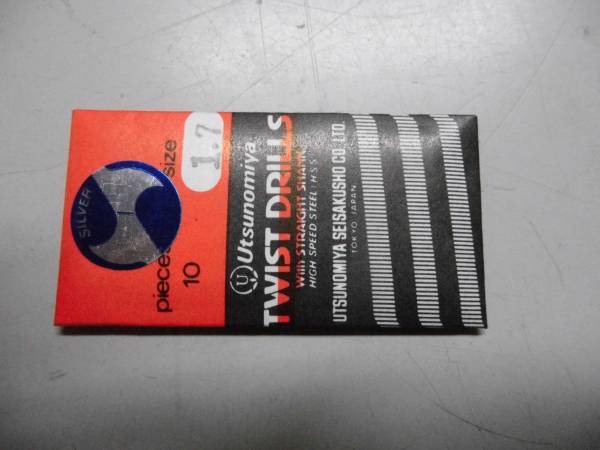 SILVER
size
1.7
pieces
10
U Utsunomiya
TWIST DRILLS
With STRAIGHT SHANK
HIGH SPEED STEEL : H S S
UTSUNOMIYA SEISAKUSHO CO., LTD.
TOKYO JAPAN